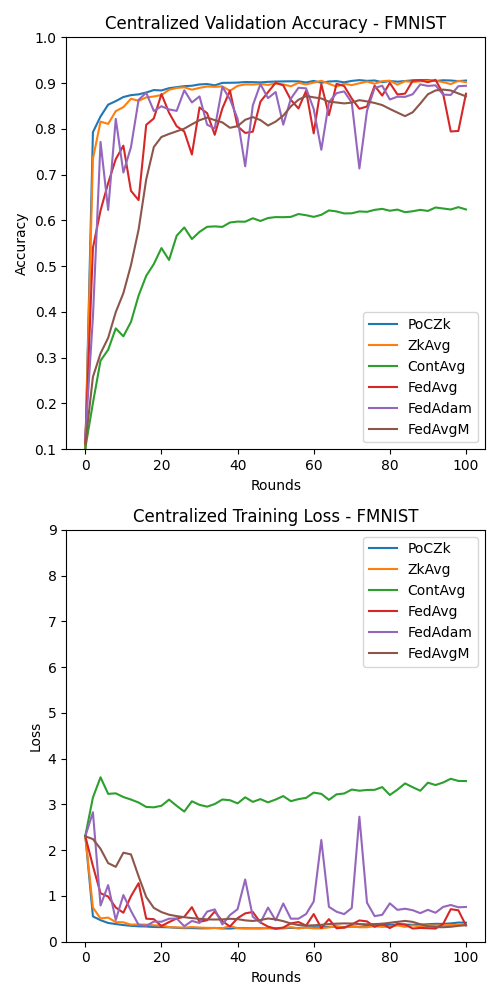 Centralized Validation Accuracy - FMNIST
1.0
0.9
0.8
0.7
0.6
0.5
0.4
0.3
0.2
0.1
Accuracy
PoCZk
ZkAvg
ContAvg
FedAvg
FedAdam
FedAvgM
0 20 40 60 80 100
Rounds
Centralized Training Loss - FMNIST
9
8
7
6
5
4
3
2
1
0
Loss
PoCZk
ZkAvg
ContAvg
FedAvg
FedAdam
FedAvgM
0 20 40 60 80 100
Rounds